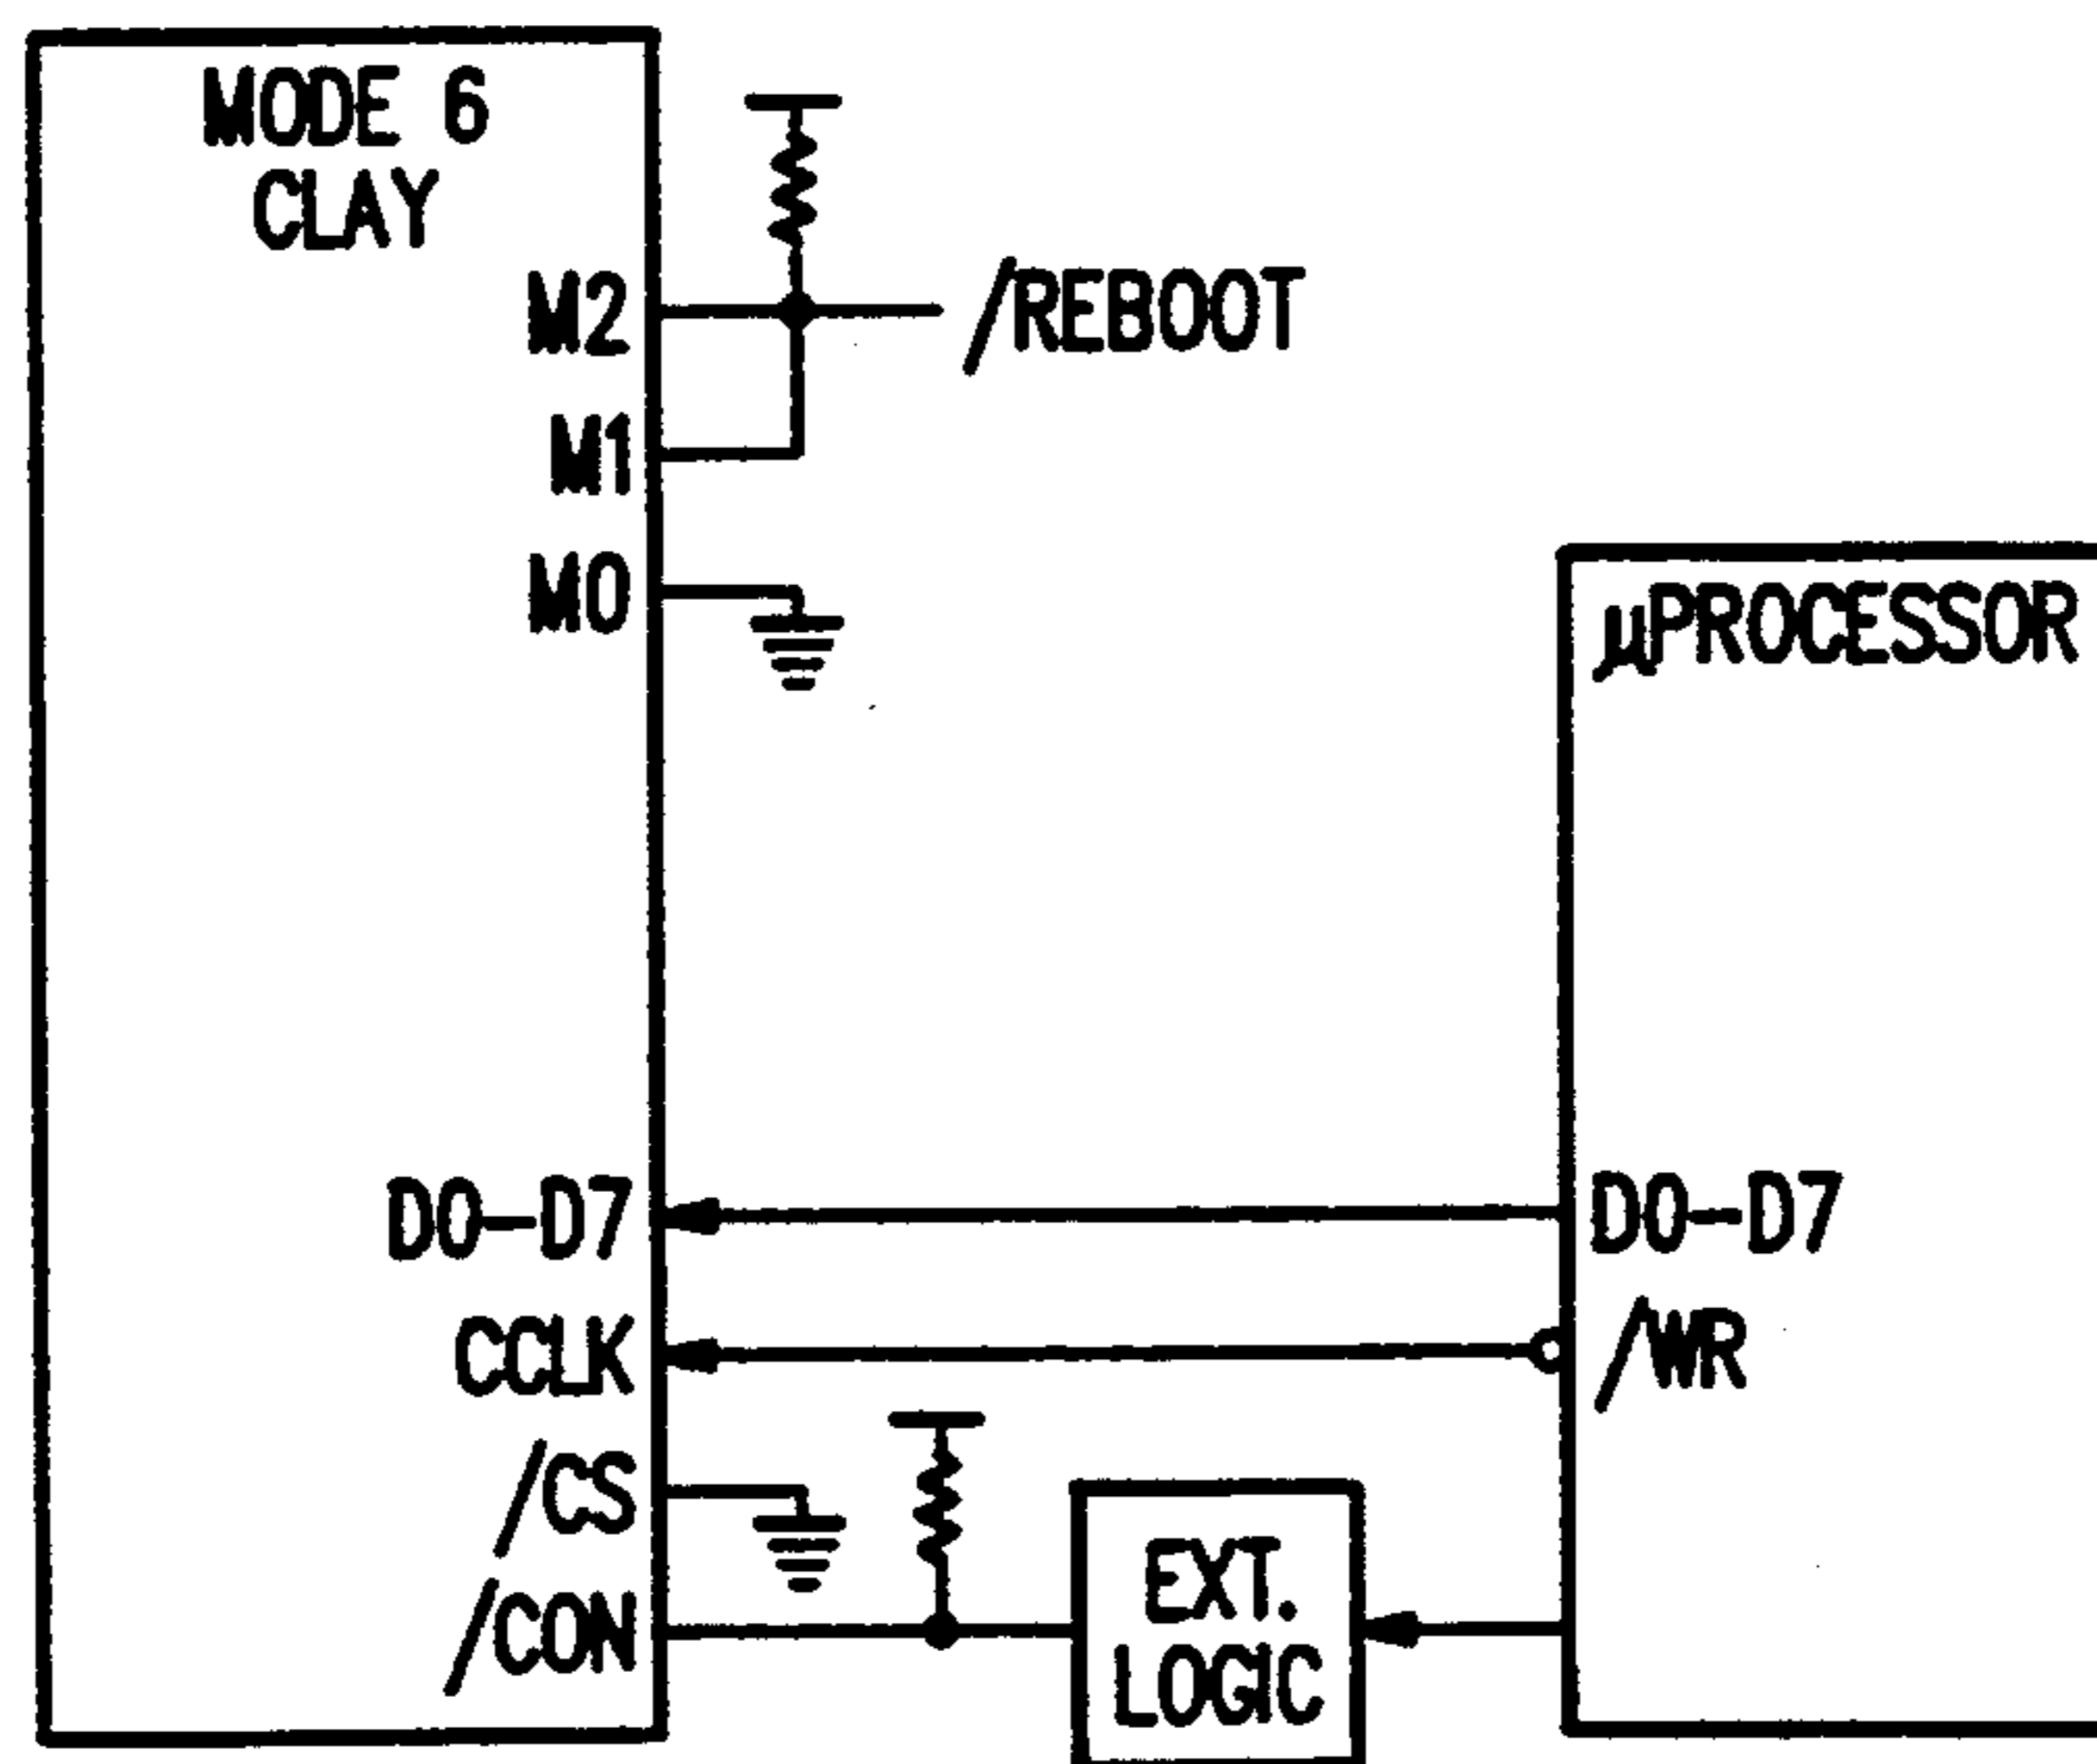 MODE 6
CLAY
M2
/REBOOT
M1
M0
µPROCESSOR
D0-D7
D0-D7
CCLK
/WR
/CS
/CON
EXT.
LOGIC